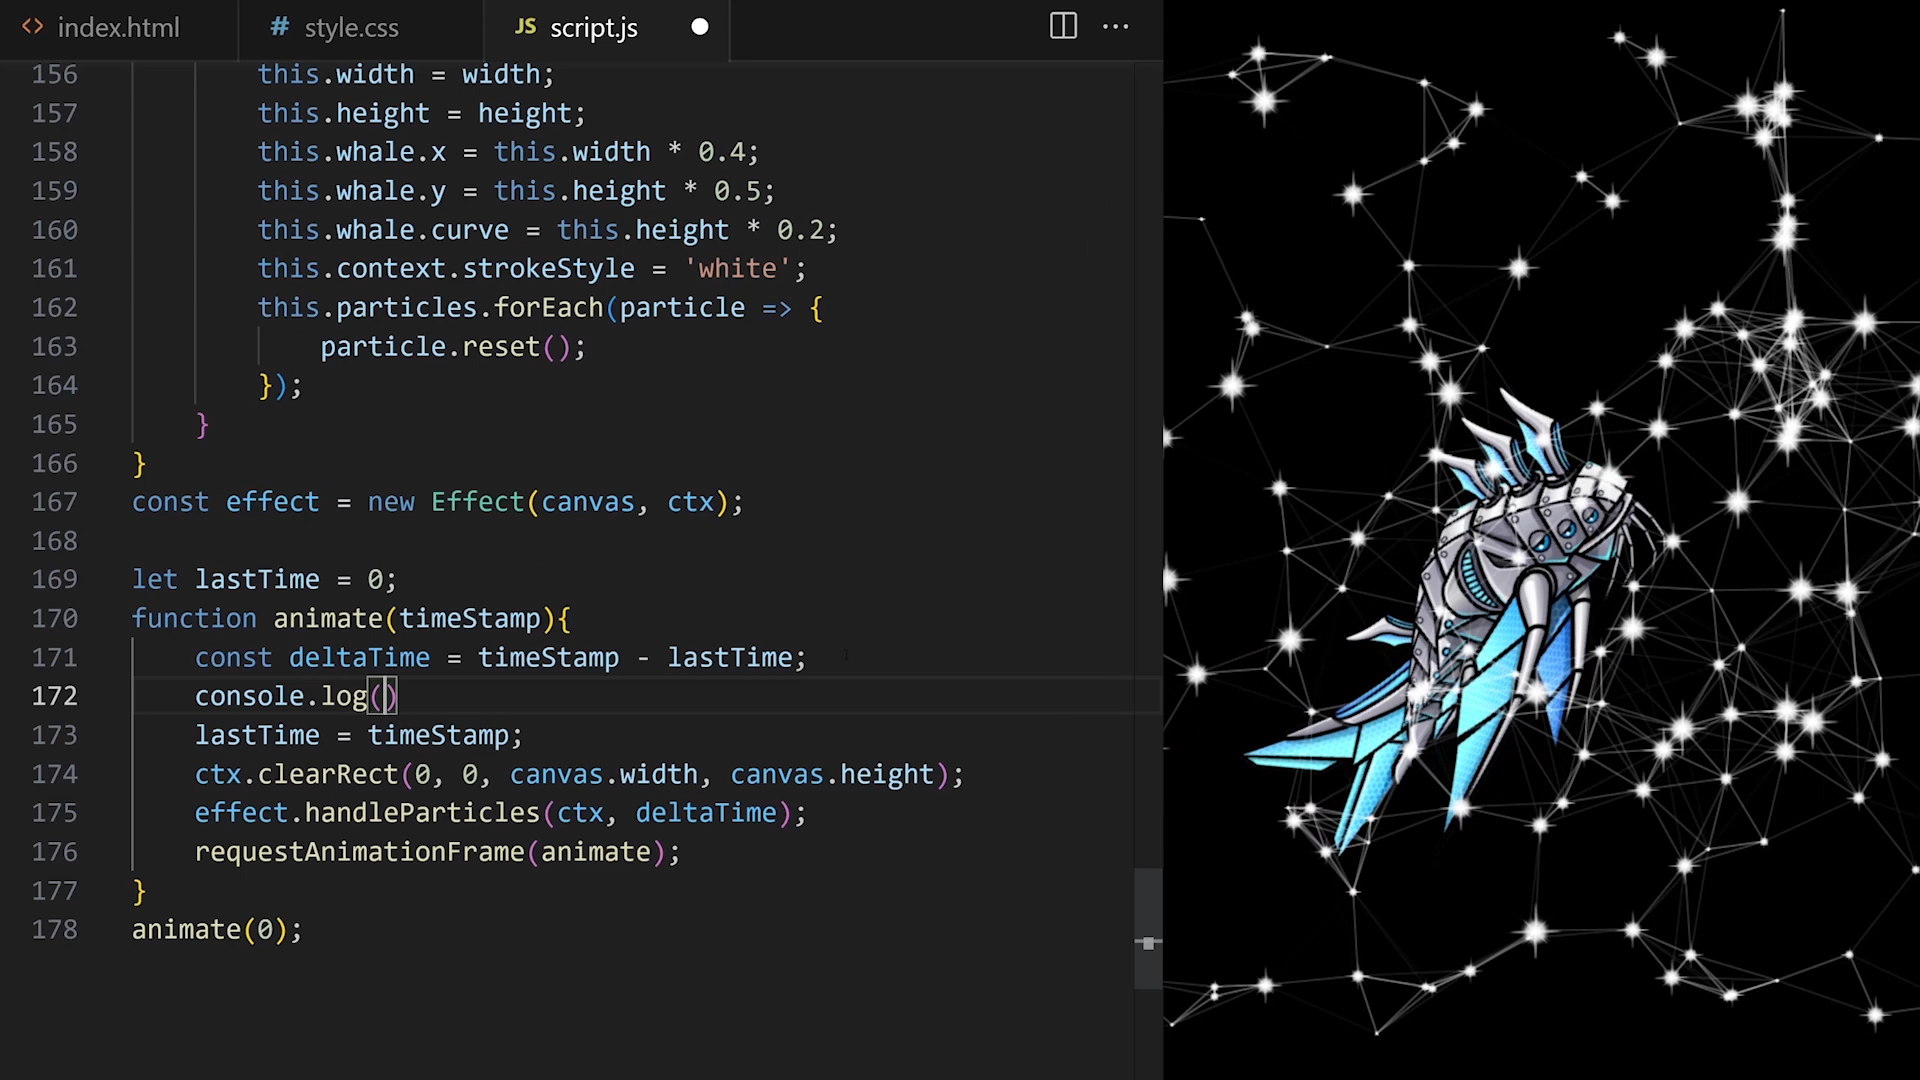 <> index.html # style.css JS script.js
156 this.width = width;
157 this.height = height;
158 this.whale.x = this.width * 0.4;
159 this.whale.y = this.height * 0.5;
160 this.whale.curve = this.height * 0.2;
161 this.context.strokeStyle = 'white';
162 this.particles.forEach(particle => {
163 particle.reset();
164 });
165 }
166 }
167 const effect = new Effect(canvas, ctx);
168
169 let lastTime = 0;
170 function animate(timeStamp){
171 const deltaTime = timeStamp - lastTime;
172 console.log()
173 lastTime = timeStamp;
174 ctx.clearRect(0, 0, canvas.width, canvas.height);
175 effect.handleParticles(ctx, deltaTime);
176 requestAnimationFrame(animate);
177 }
178 animate(0);